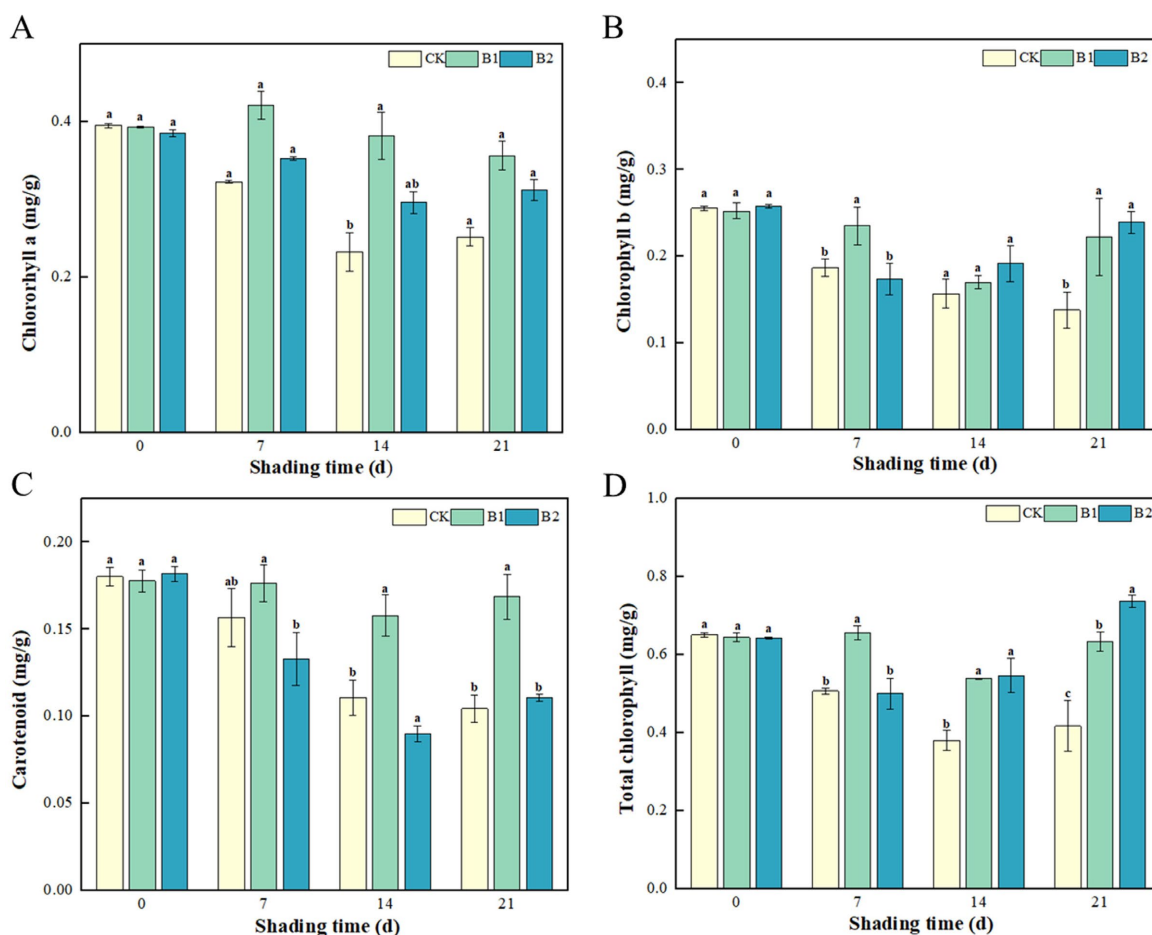 A
CK B1 B2
Chlororhyll a (mg/g)
0.4
0.2
0.0
a a a
a a a
b a ab
a a a
0 7 14 21
Shading time (d)
B
CK B1 B2
Chlorophyll b (mg/g)
0.4
0.3
0.2
0.1
0.0
a a a
b a b
a a a
b a a
0 7 14 21
Shading time (d)
C
CK B1 B2
Carotenoid (mg/g)
0.20
0.15
0.10
0.05
0.00
a a a
ab a b
b a a
b a b
0 7 14 21
Shading time (d)
D
CK B1 B2
Total chlorophyll (mg/g)
1.0
0.8
0.6
0.4
0.2
0.0
a a a
b a b
b a a
c b a
0 7 14 21
Shading time (d)